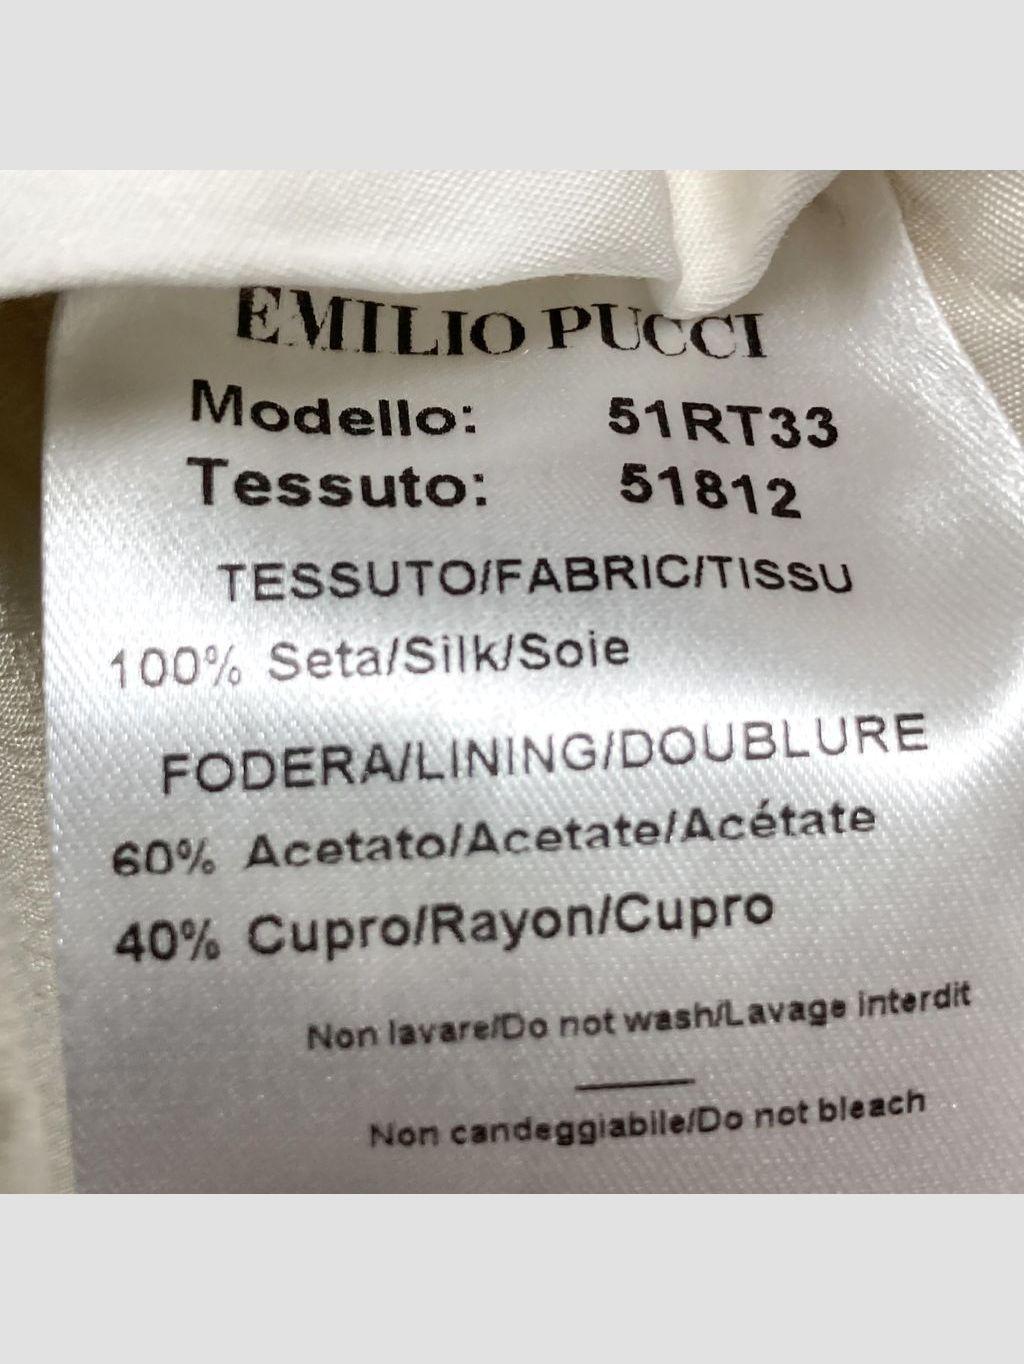 EMILIO PUCCI
Modello: 51RT33
Tessuto: 51812
TESSUTO/FABRIC/TISSU
100% Seta/Silk/Soie
FODERA/LINING/DOUBLURE
60% Acetato/Acetate/Acétate
40% Cupro/Rayon/Cupro
Non lavare/Do not wash/Lavage interdit
Non candeggiabile/Do not bleach